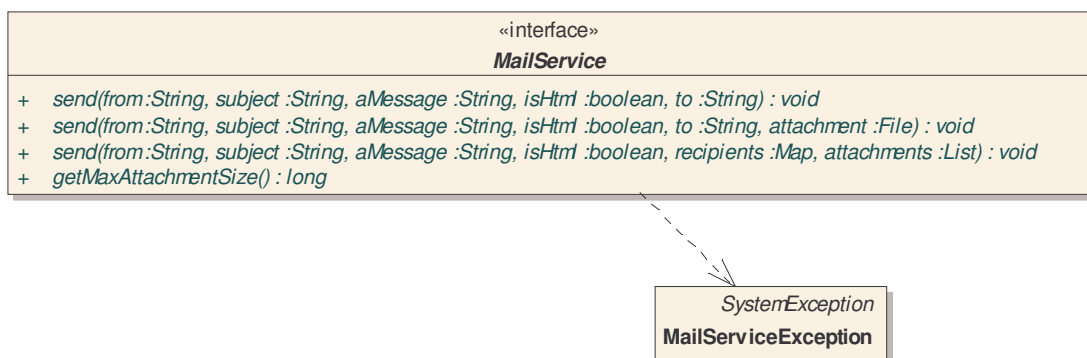 «interface»
MailService
+ send(from :String, subject :String, aMessage :String, isHtml :boolean, to :String) : void
+ send(from :String, subject :String, aMessage :String, isHtml :boolean, to :String, attachment :File) : void
+ send(from :String, subject :String, aMessage :String, isHtml :boolean, recipients :Map, attachments :List) : void
+ getMaxAttachmentSize() : long
SystemException
MailServiceException